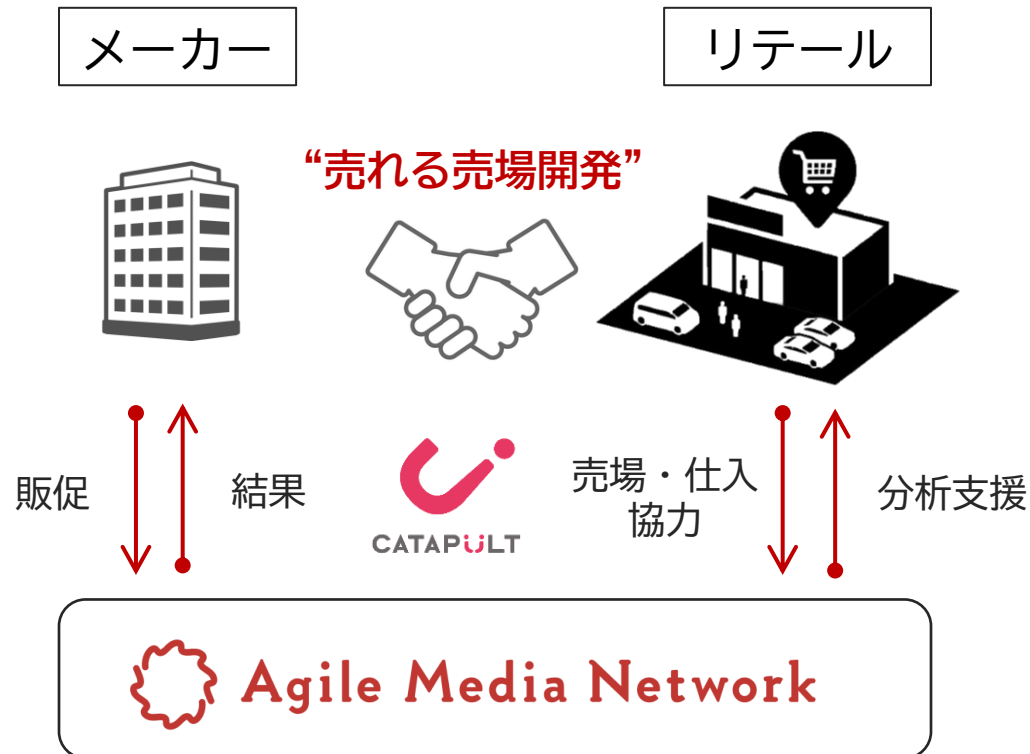 メーカー
リテール
“売れる売場開発”
販促
結果
CATAPULT
売場・仕入
協力
分析支援
Agile Media Network